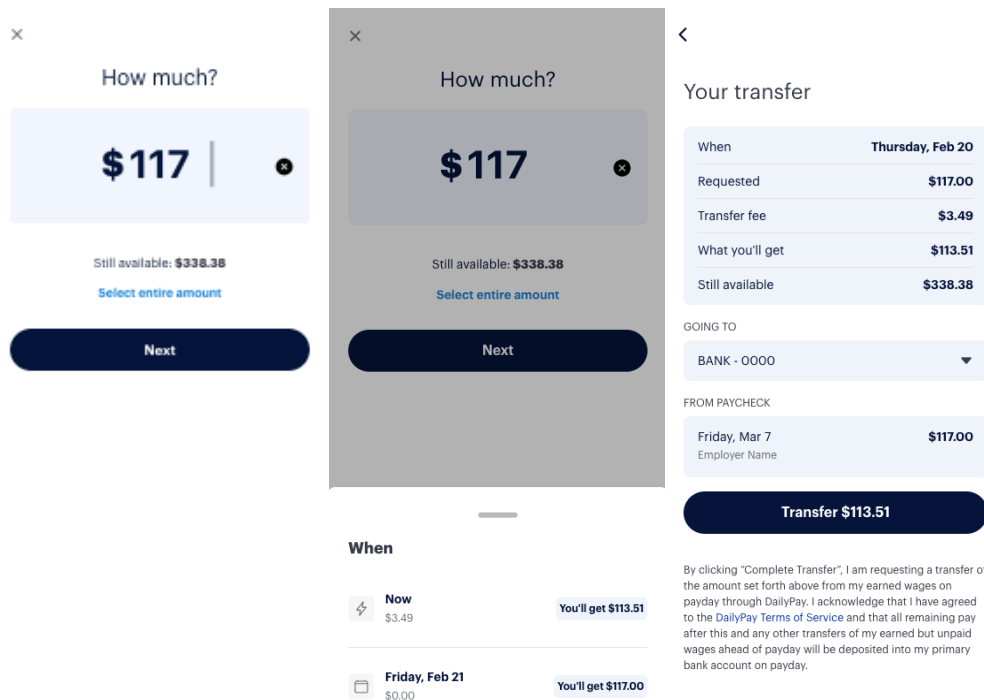 How much?
$117
Still available: $338.38
Select entire amount
Next
How much?
$117
Still available: $338.38
Select entire amount
Next
When
Now
You'll get $113.51
$3.49
Friday, Feb 21
You'll get $117.00
$0.00
Your transfer
When Thursday, Feb 20
Requested $117.00
Transfer fee $3.49
What you'll get $113.51
Still available $338.38
GOING TO
BANK - 0000
FROM PAYCHECK
Friday, Mar 7 $117.00
Employer Name
Transfer $113.51
By clicking "Complete Transfer", I am requesting a transfer of
the amount set forth above from my earned wages on
payday through DailyPay. I acknowledge that I have agreed
to the DailyPay Terms of Service and that all remaining pay
after this and any other transfers of my earned but unpaid
wages ahead of payday will be deposited into my primary
bank account on payday.